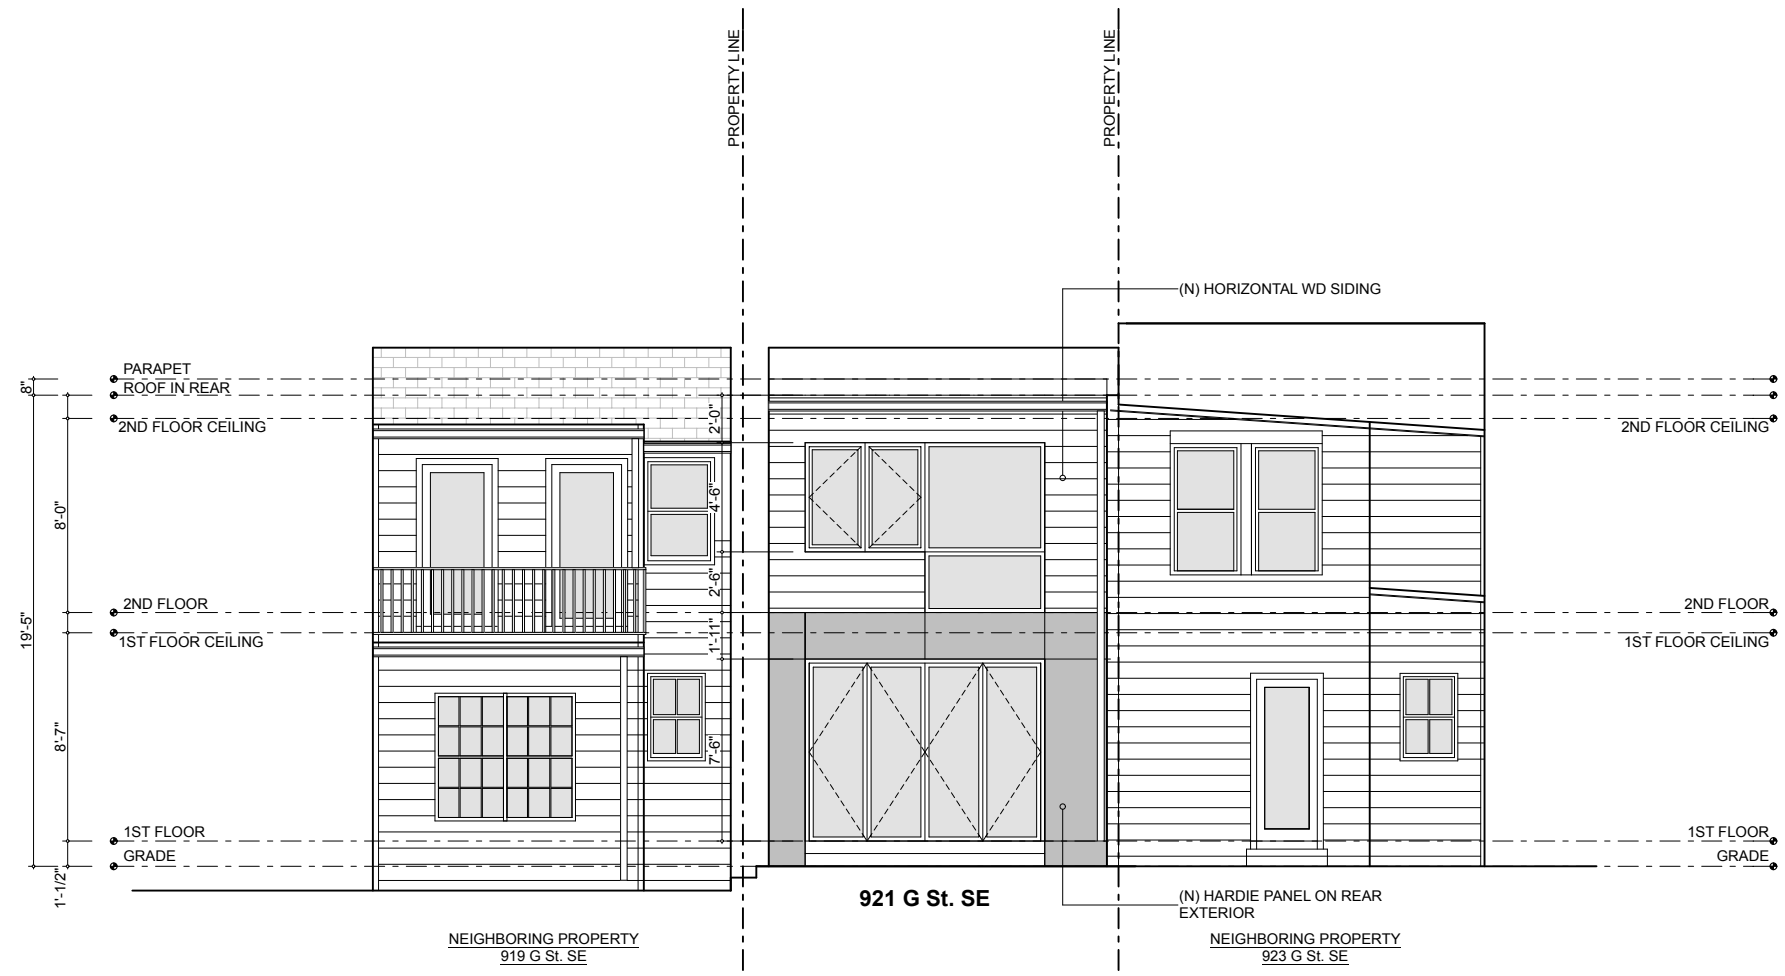 PROPERTY LINE
PROPERTY LINE
(N) HORIZONTAL WD SIDING
PARAPET
ROOF IN REAR
2ND FLOOR CEILING
2ND FLOOR CEILING
8"
2'-0"
8'-0"
4'-6"
2'-6"
2ND FLOOR
2ND FLOOR
1ST FLOOR CEILING
1ST FLOOR CEILING
19'-5"
1'-11"
8'-7"
7'-6"
1ST FLOOR
1ST FLOOR
GRADE
GRADE
1'-1/2"
921 G St. SE
(N) HARDIE PANEL ON REAR
EXTERIOR
NEIGHBORING PROPERTY
919 G St. SE
NEIGHBORING PROPERTY
923 G St. SE